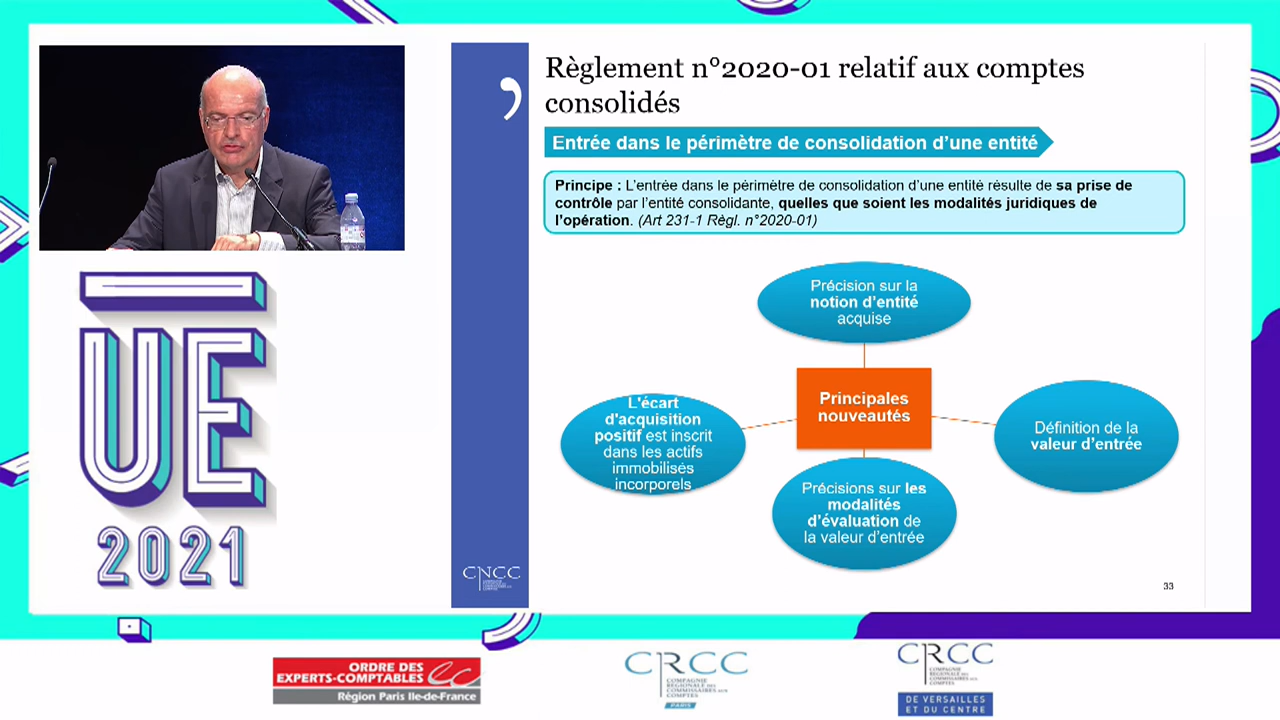 Règlement n°2020-01 relatif aux comptes
consolidés
Entrée dans le périmètre de consolidation d'une entité
Principe : L'entrée dans le périmètre de consolidation d'une entité résulte de sa prise de
contrôle par l'entité consolidante, quelles que soient les modalités juridiques de
l'opération. (Art 231-1 Règl. n°2020-01)
Précision sur la
notion d'entité
acquise
Principales
nouveautés
L'écart
d'acquisition
positif est inscrit
dans les actifs
immobilisés
incorporels
Définition de la
valeur d'entrée
Précisions sur les
modalités
d'évaluation de
la valeur d'entrée
33
CNCC
UE
2021
ORDRE DES
EXPERTS-COMPTABLES
Région Paris Ile-de-France
CRCC
COMPAGNIE
RÉGIONALE DES
COMMISSAIRES AUX
COMPTES
PARIS
CRCC
COMPAGNIE
RÉGIONALE DES
COMMISSAIRES AUX
COMPTES
DE VERSAILLES
ET DU CENTRE